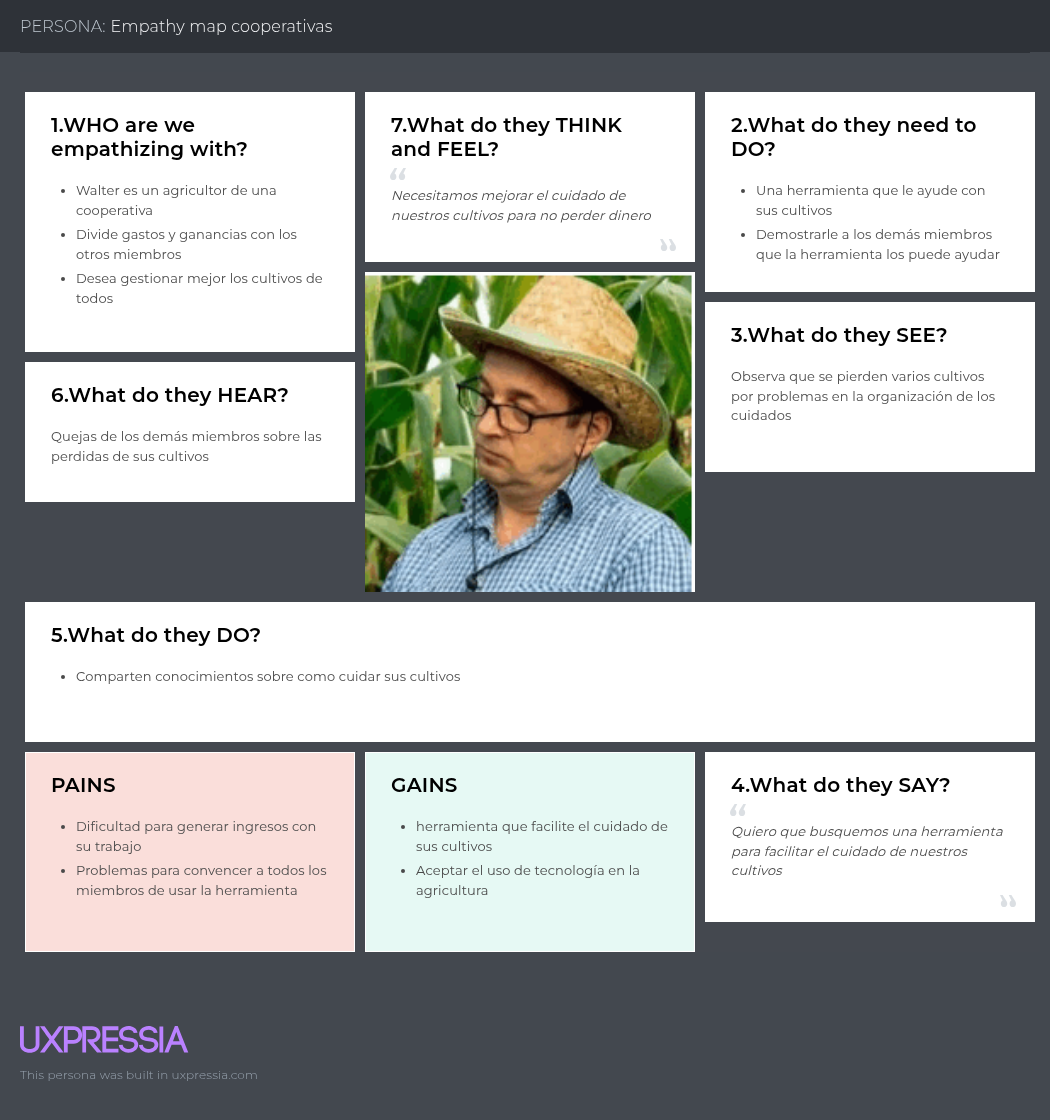 PERSONA: Empathy map cooperativas
1.WHO are we
empathizing with?
• Walter es un agricultor de una
cooperativa
• Divide gastos y ganancias con los
otros miembros
• Desea gestionar mejor los cultivos de
todos
7.What do they THINK
and FEEL?
“
Necesitamos mejorar el cuidado de
nuestros cultivos para no perder dinero
”
2.What do they need to
DO?
• Una herramienta que le ayude con
sus cultivos
• Demostrarle a los demás miembros
que la herramienta los puede ayudar
3.What do they SEE?
Observa que se pierden varios cultivos
por problemas en la organización de los
cuidados
6.What do they HEAR?
Quejas de los demás miembros sobre las
perdidas de sus cultivos
5.What do they DO?
• Comparten conocimientos sobre como cuidar sus cultivos
PAINS
• Dificultad para generar ingresos con
su trabajo
• Problemas para convencer a todos los
miembros de usar la herramienta
GAINS
• herramienta que facilite el cuidado de
sus cultivos
• Aceptar el uso de tecnología en la
agricultura
4.What do they SAY?
“
Quiero que busquemos una herramienta
para facilitar el cuidado de nuestros
cultivos
”
UXPRESSIA
This persona was built in uxpressia.com